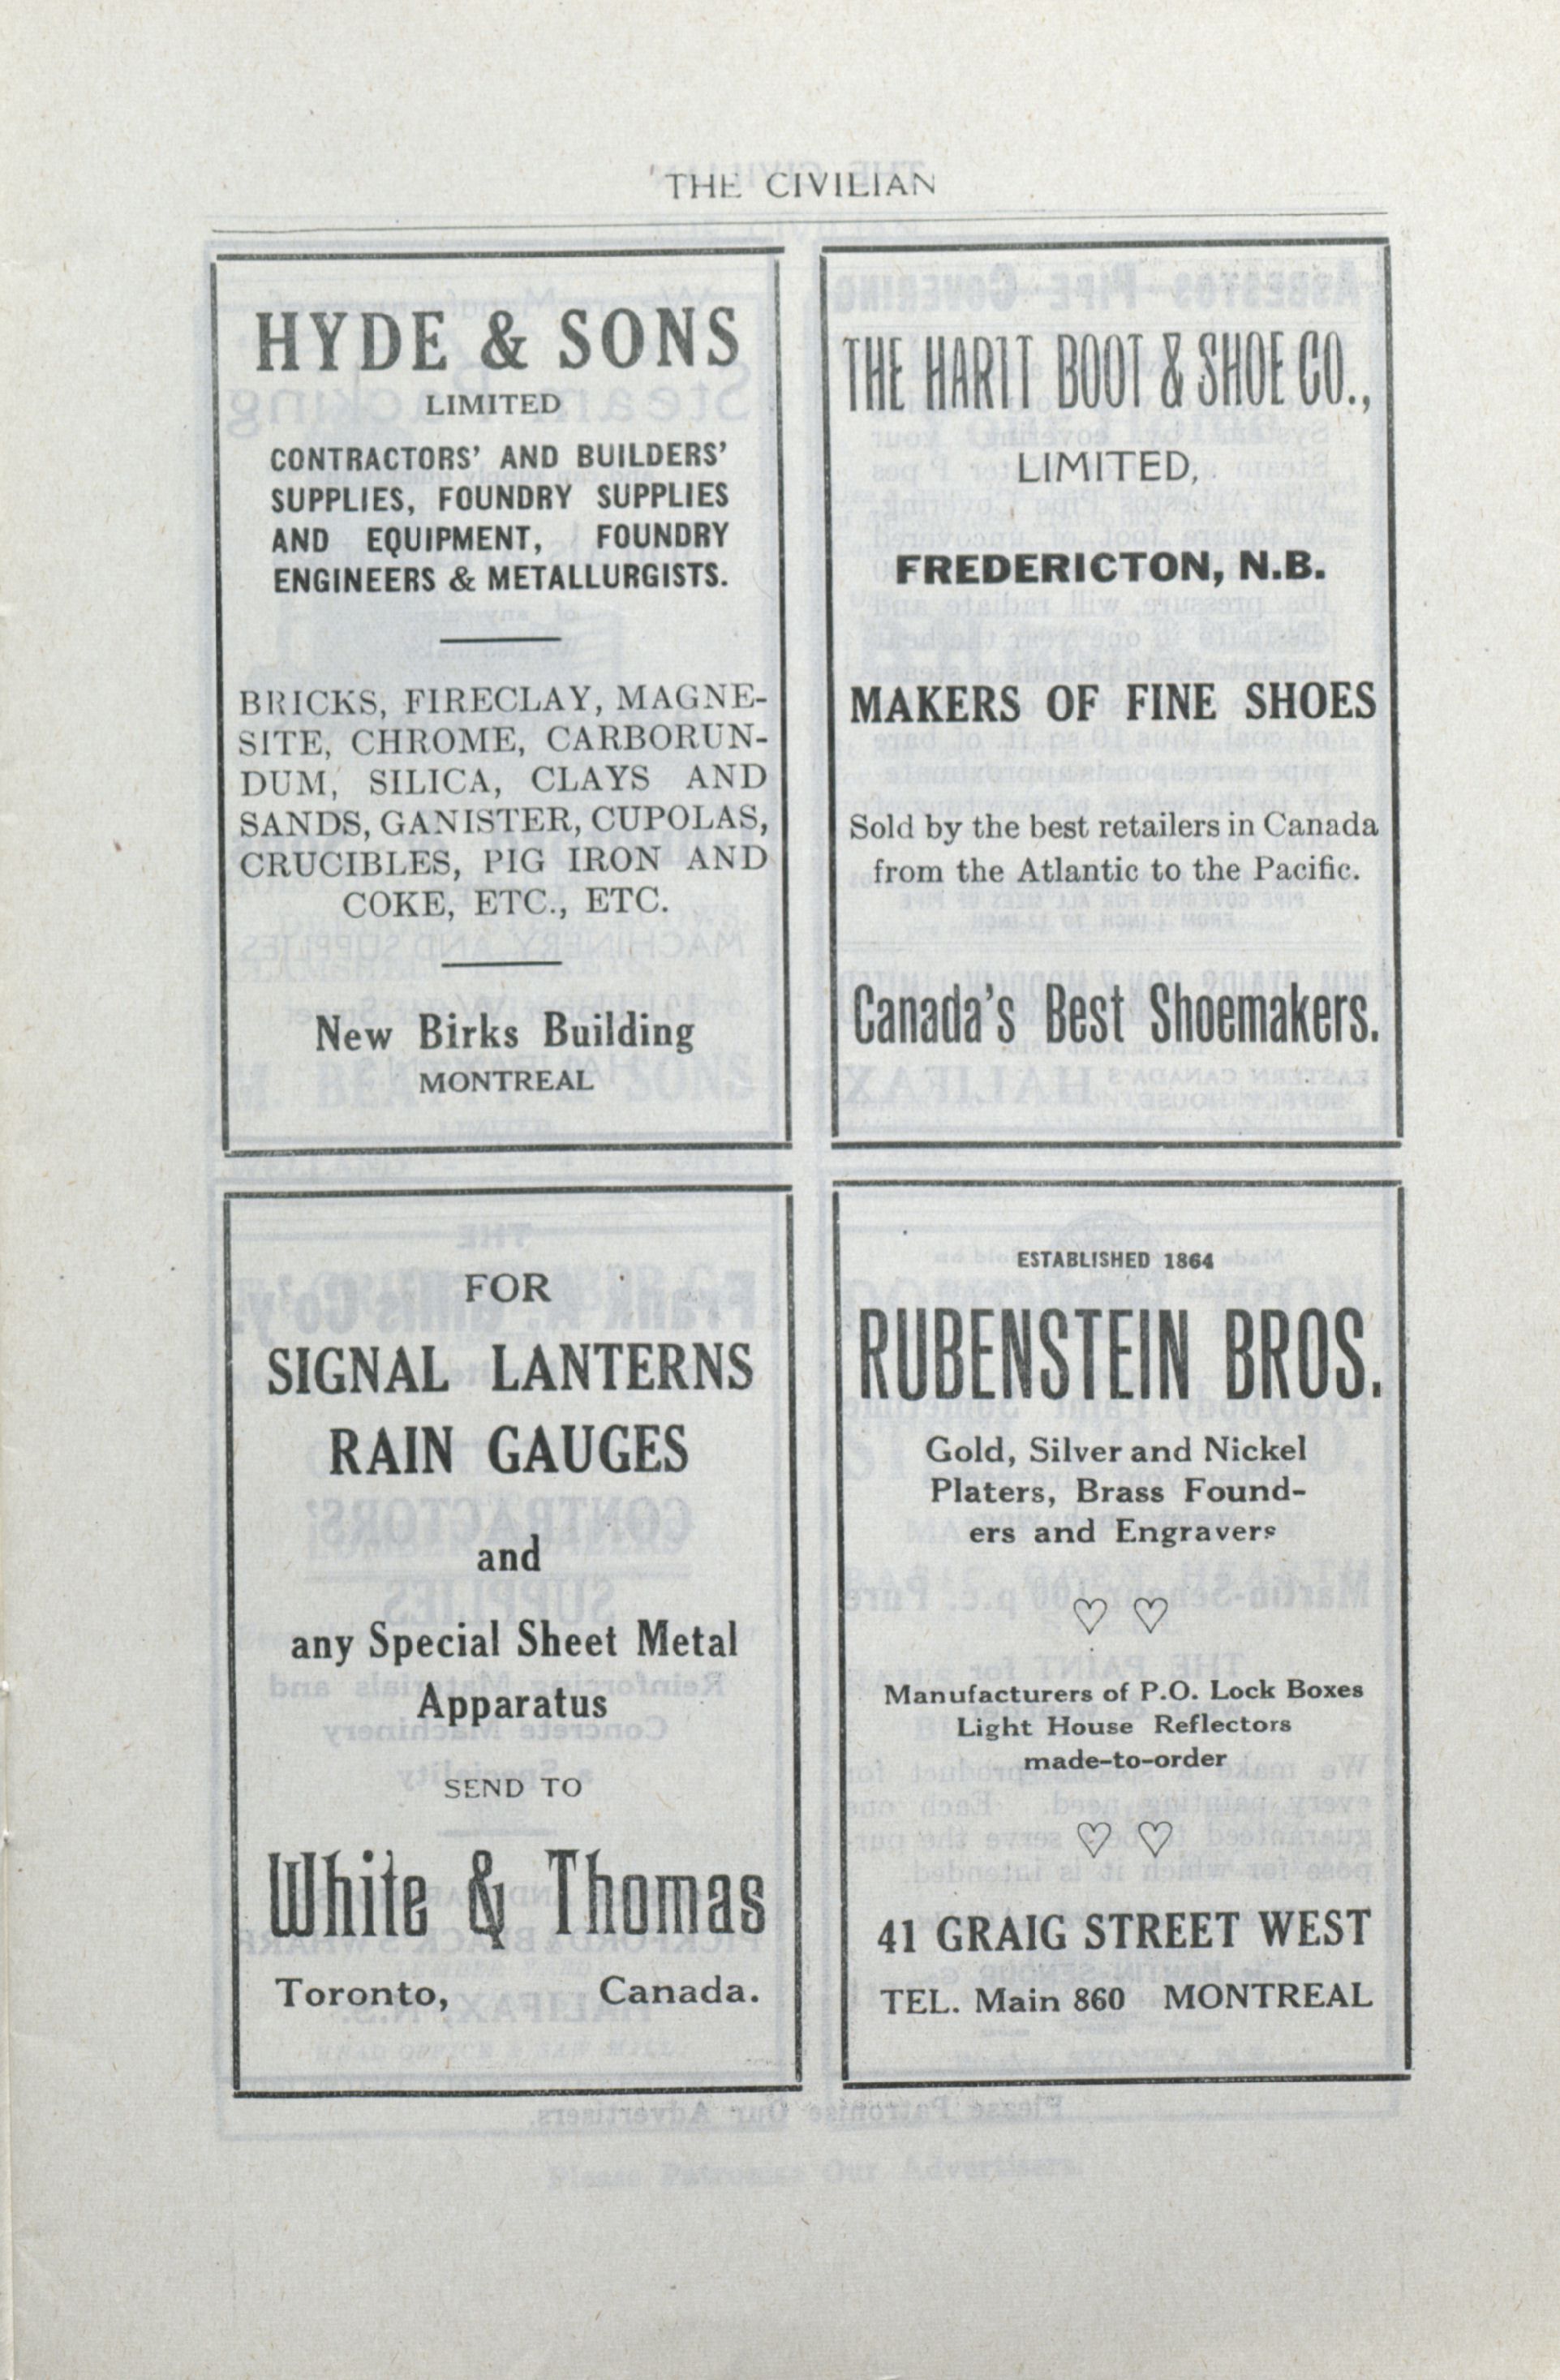 THE CIVILIAN
HYDE & SONS
LIMITED
CONTRACTORS' AND BUILDERS'
SUPPLIES, FOUNDRY SUPPLIES
AND EQUIPMENT, FOUNDRY
ENGINEERS & METALLURGISTS.
BRICKS, FIRECLAY, MAGNE-
SITE, CHROME, CARBORUN-
DUM, SILICA, CLAYS AND
SANDS, GANISTER, CUPOLAS,
CRUCIBLES, PIG IRON AND
COKE, ETC., ETC.
New Birks Building
MONTREAL
THE HARTT BOOT & SHOE CO.,
LIMITED,
FREDERICTON, N.B.
MAKERS OF FINE SHOES
Sold by the best retailers in Canada
from the Atlantic to the Pacific.
Canada's Best Shoemakers.
FOR
SIGNAL LANTERNS
RAIN GAUGES
and
any Special Sheet Metal
Apparatus
SEND TO
White & Thomas
Toronto, Canada.
ESTABLISHED 1864
RUBENSTEIN BROS.
Gold, Silver and Nickel
Platers, Brass Found-
ers and Engravers
♡ ♡
Manufacturers of P.O. Lock Boxes
Light House Reflectors
made-to-order
♡ ♡
41 GRAIG STREET WEST
TEL. Main 860 MONTREAL
Please Patronise Our Advertisers.